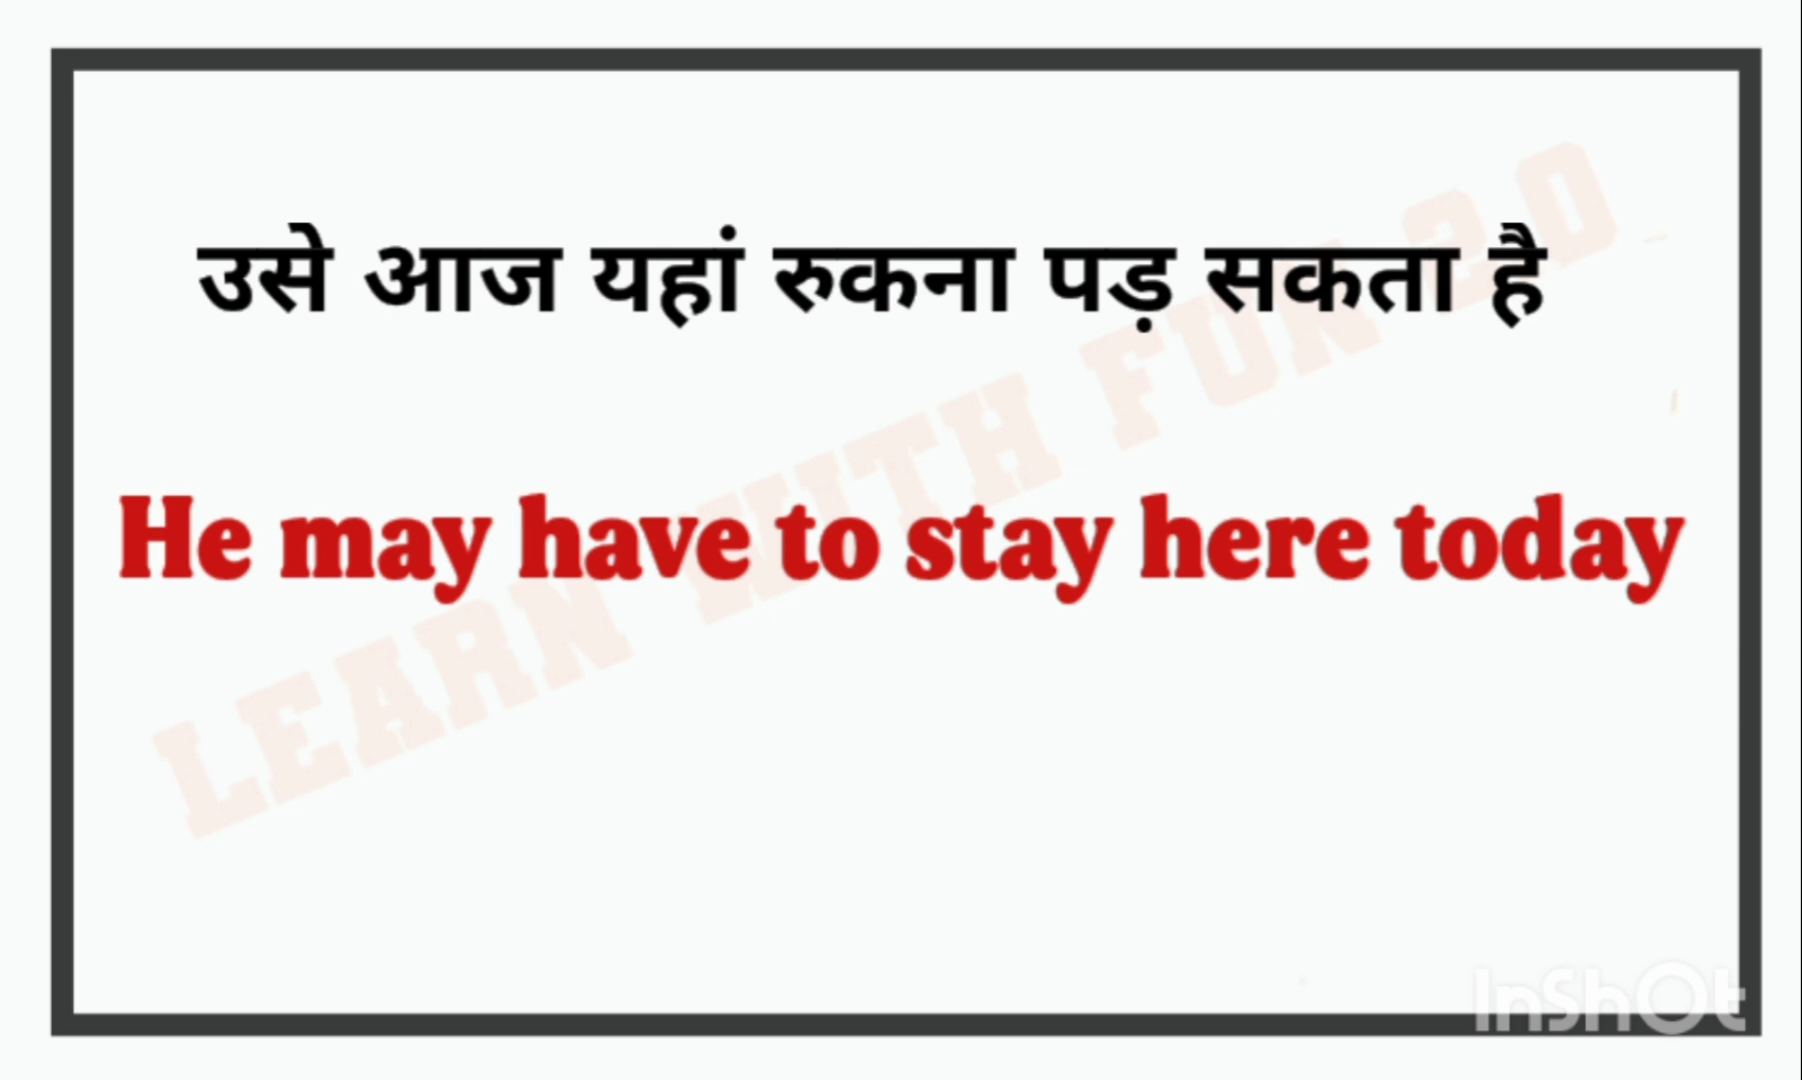 उसे आज यहां रुकना पड़ सकता है
He may have to stay here today
LEARN WITH FUN 2.0
InShOt